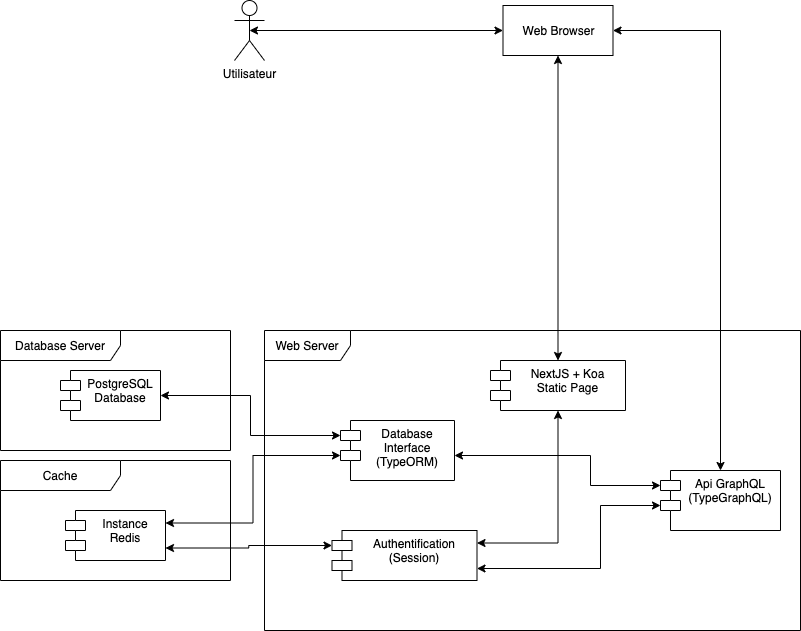 Utilisateur
Web Browser
Database Server
PostgreSQL
Database
Cache
Instance
Redis
Web Server
NextJS + Koa
Static Page
Database
Interface
(TypeORM)
Api GraphQL
(TypeGraphQL)
Authentification
(Session)